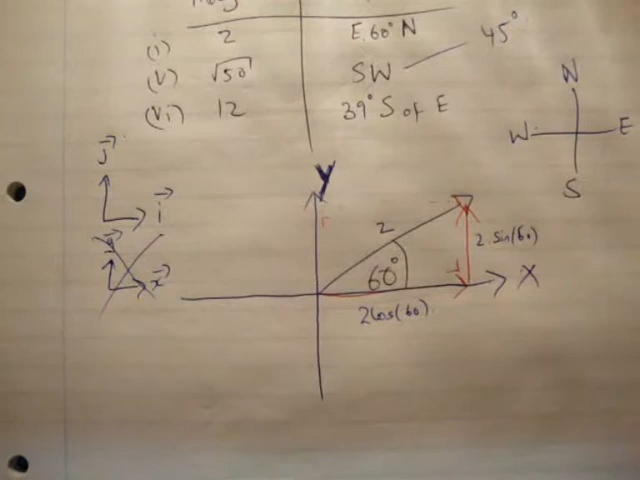 (i) 2 E.60°N 45°
(V) √50 SW
(Vi) 12 39°S of E
N
W E
S
j
i
Y
2
60°
2.sin(60)
X
2Cos(60)